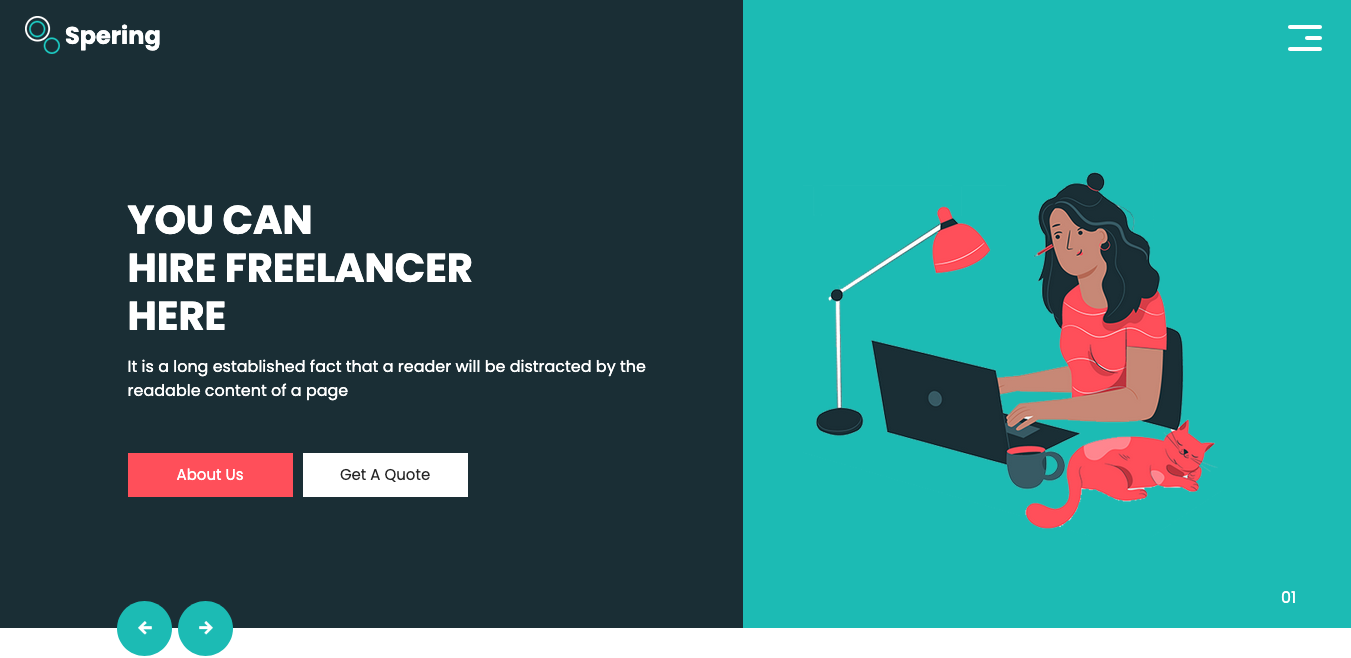 Spering
YOU CAN
HIRE FREELANCER
HERE
It is a long established fact that a reader will be distracted by the
readable content of a page
About Us
Get A Quote
01